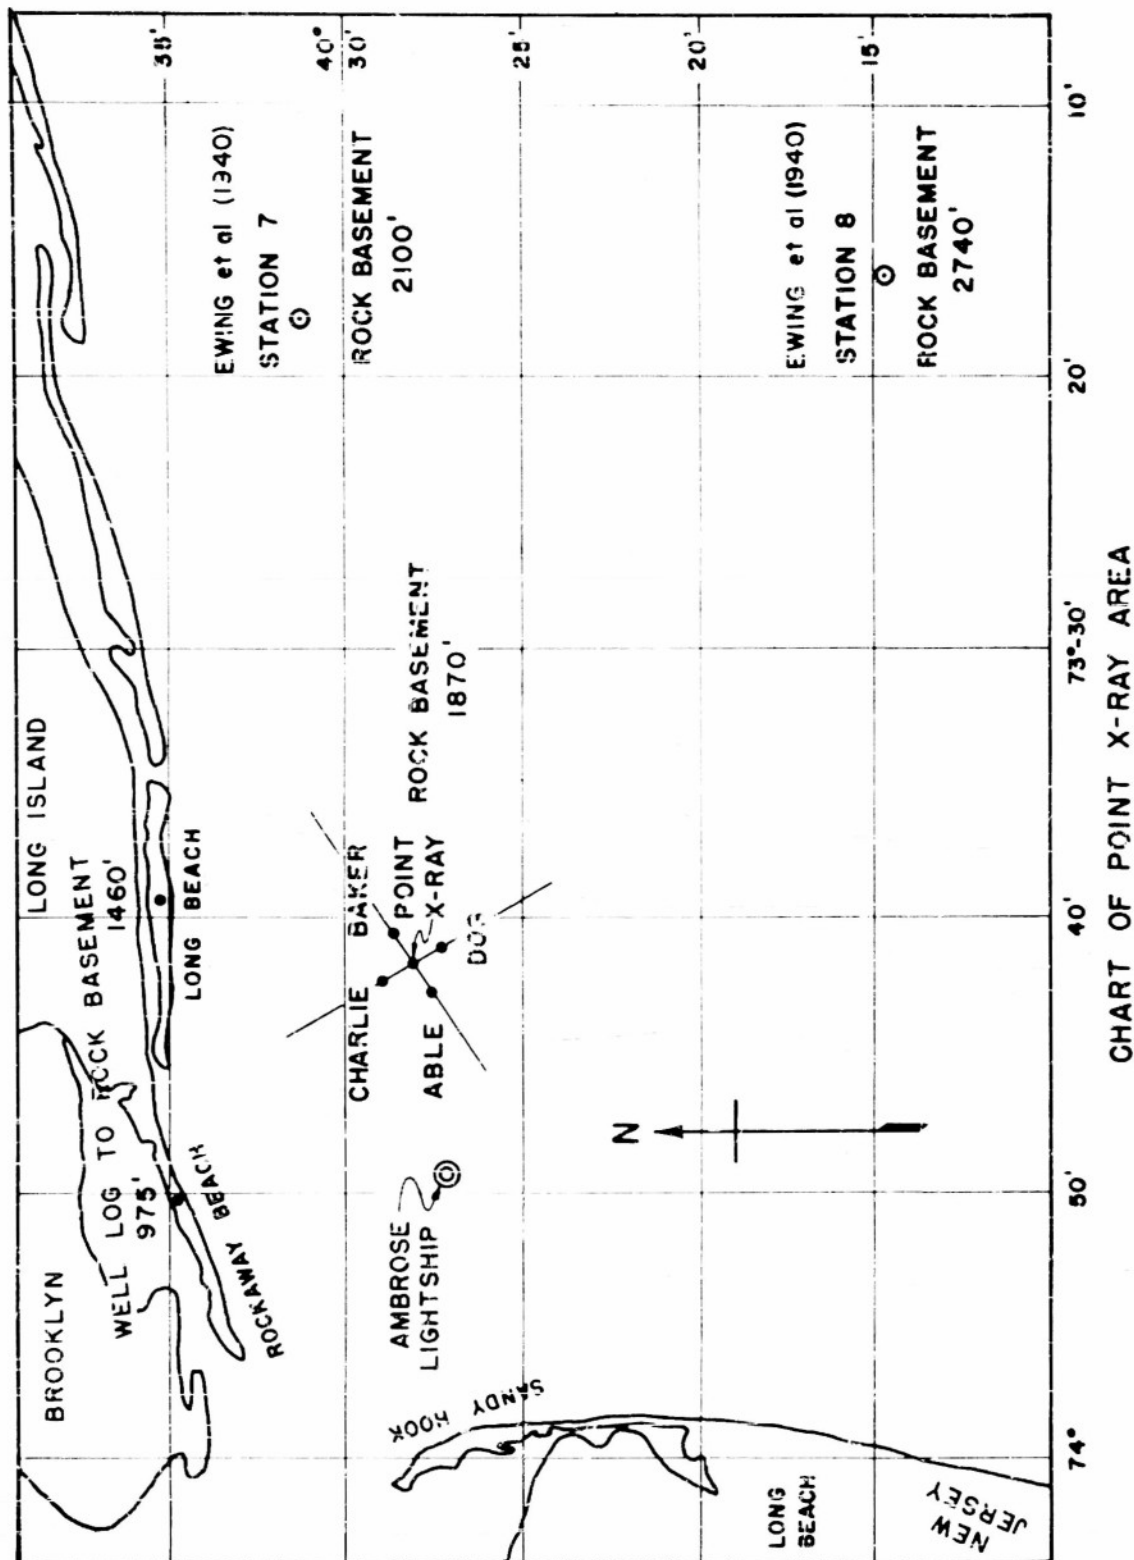 BROOKLYN
LONG ISLAND
WELL LOG TO ROCK BASEMENT
975'
1460'
ROCKAWAY BEACH
LONG BEACH
35'
EWING et al (1940)
STATION 7
ROCK BASEMENT
2100'
40°
30'
CHARLIE
BAKER
POINT
X-RAY
ROCK BASEMENT
1870'
ABLE
DOG
AMBROSE
LIGHTSHIP
SANDY HOOK
25'
N
20'
LONG
BEACH
EWING et al (1940)
STATION 8
ROCK BASEMENT
2740'
15'
NEW
JERSEY
74°
50'
40'
73°-30'
20'
10'
CHART OF POINT X-RAY AREA